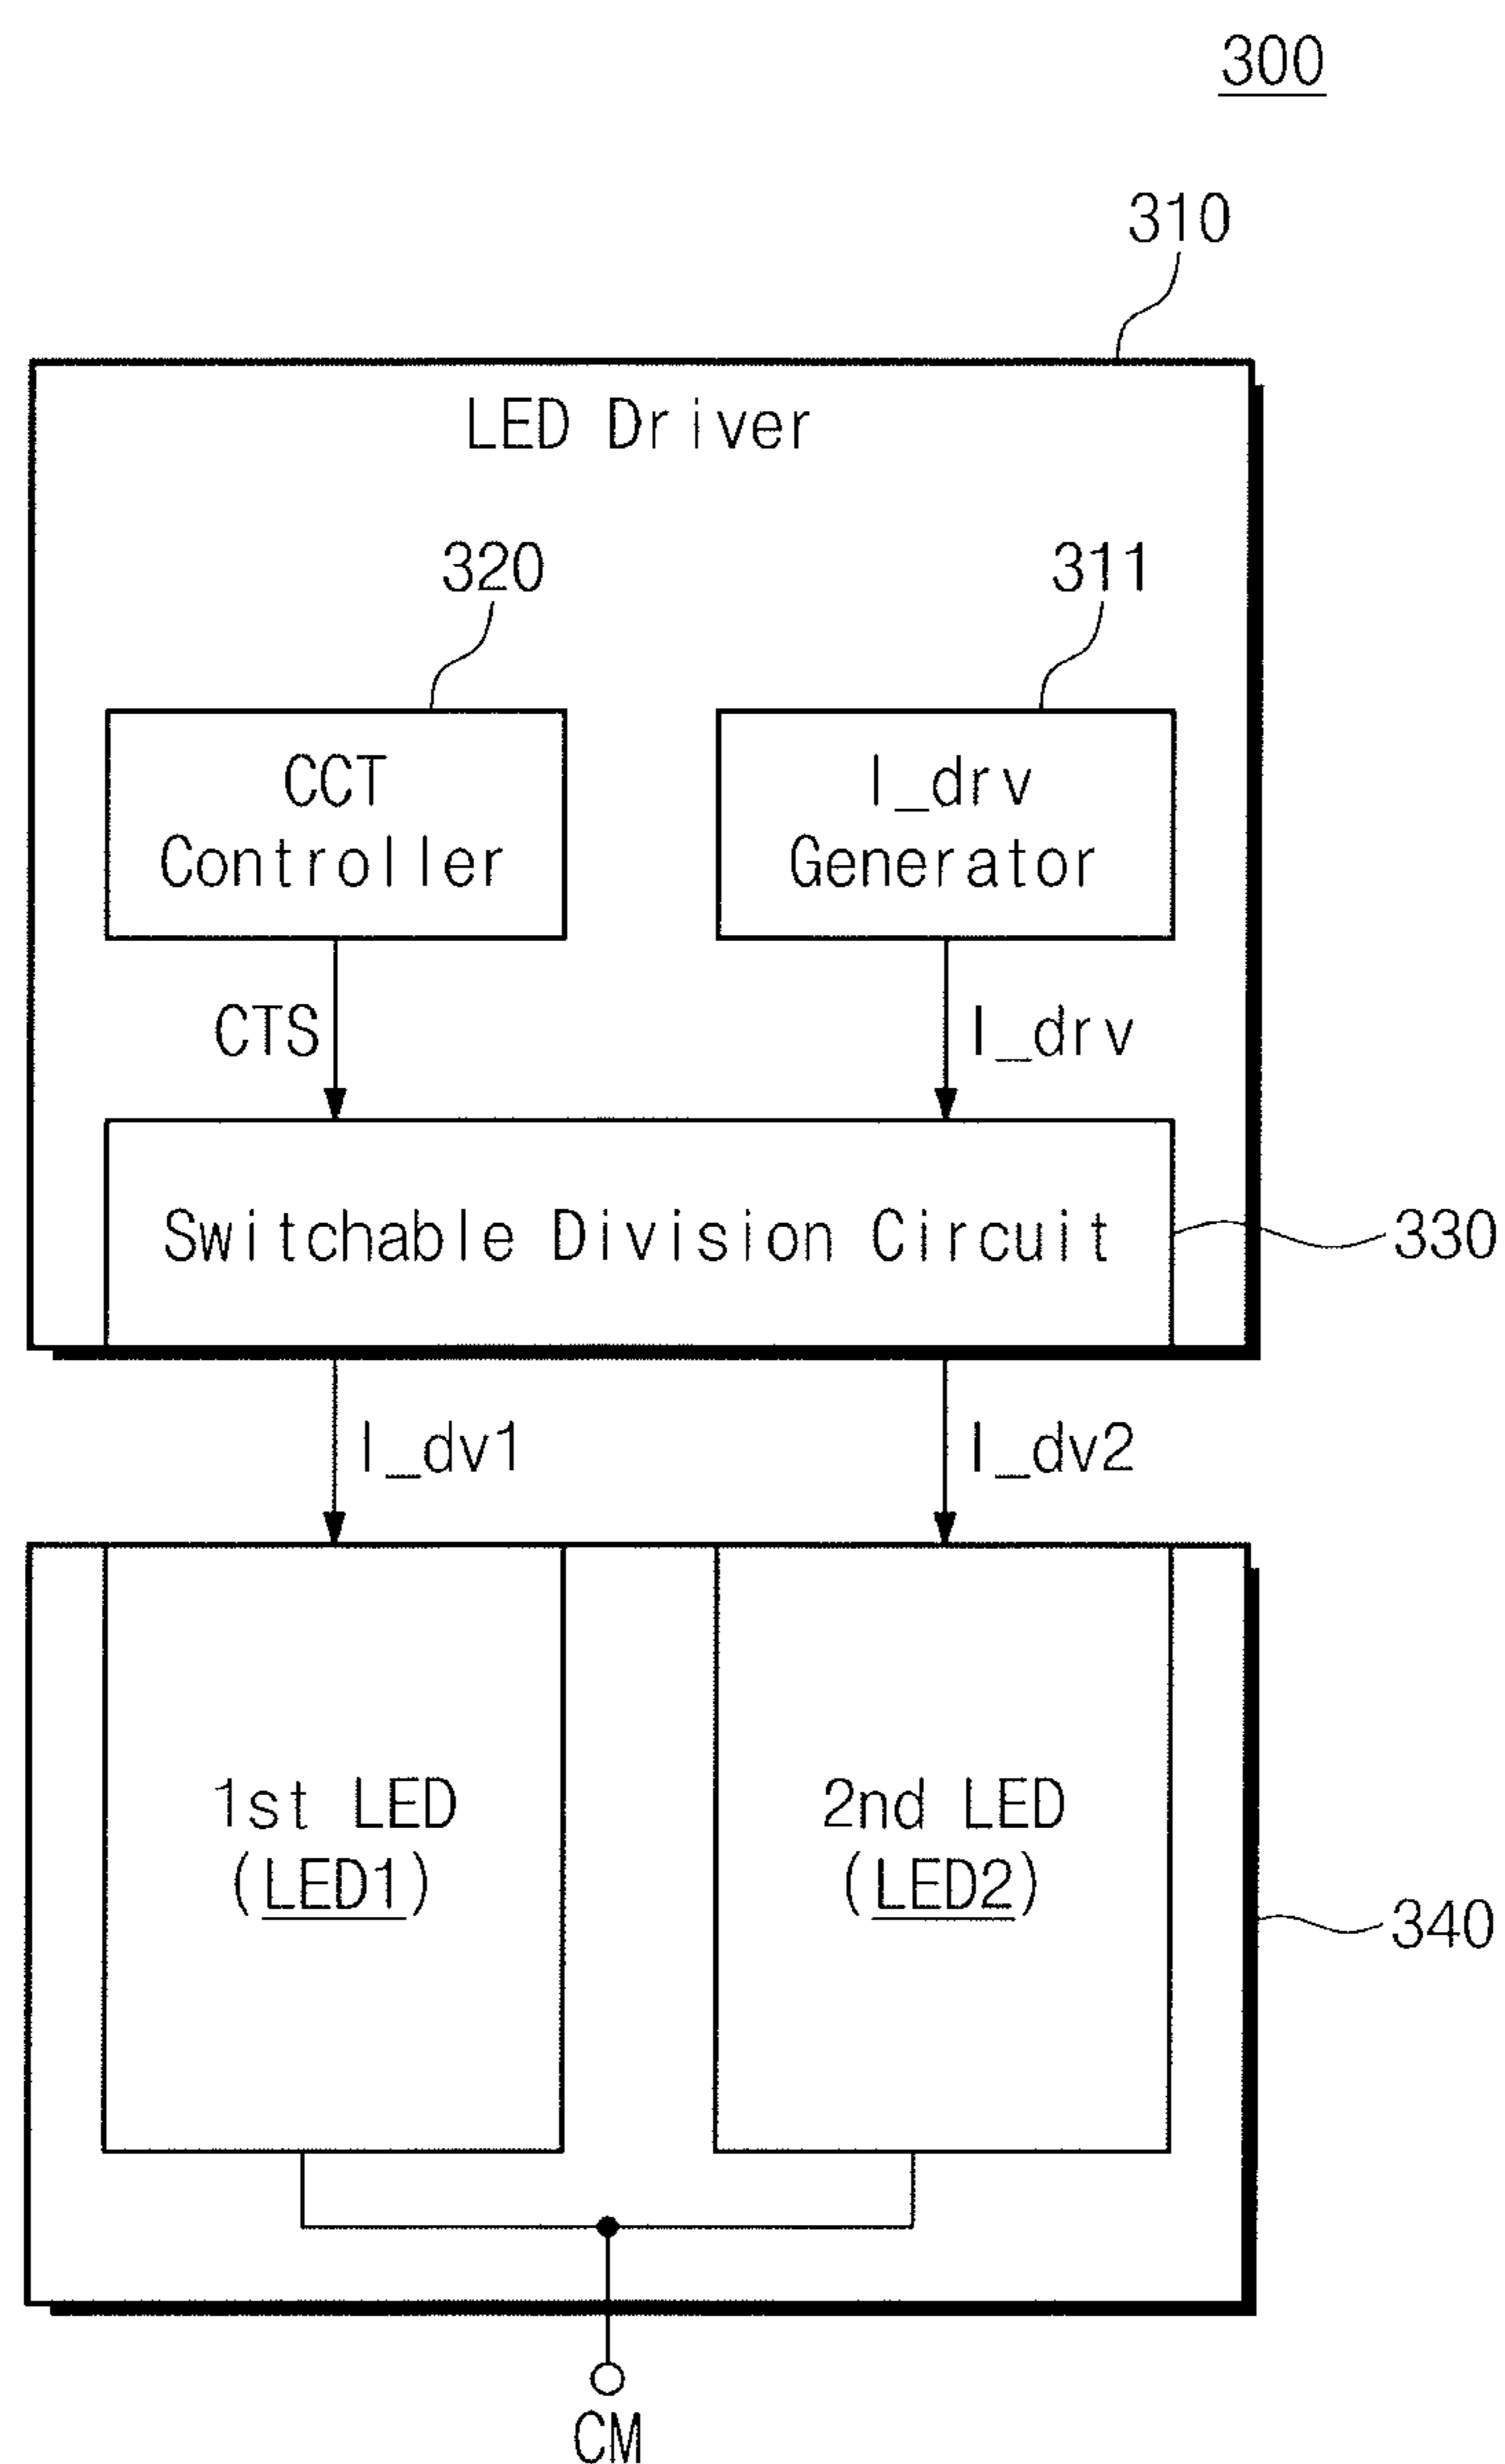 300
310
LED Driver
320
311
CCT
Controller
I_drv
Generator
CTS
I_drv
Switchable Division Circuit
330
I_dv1
I_dv2
1st LED
(LED1)
2nd LED
(LED2)
340
CM